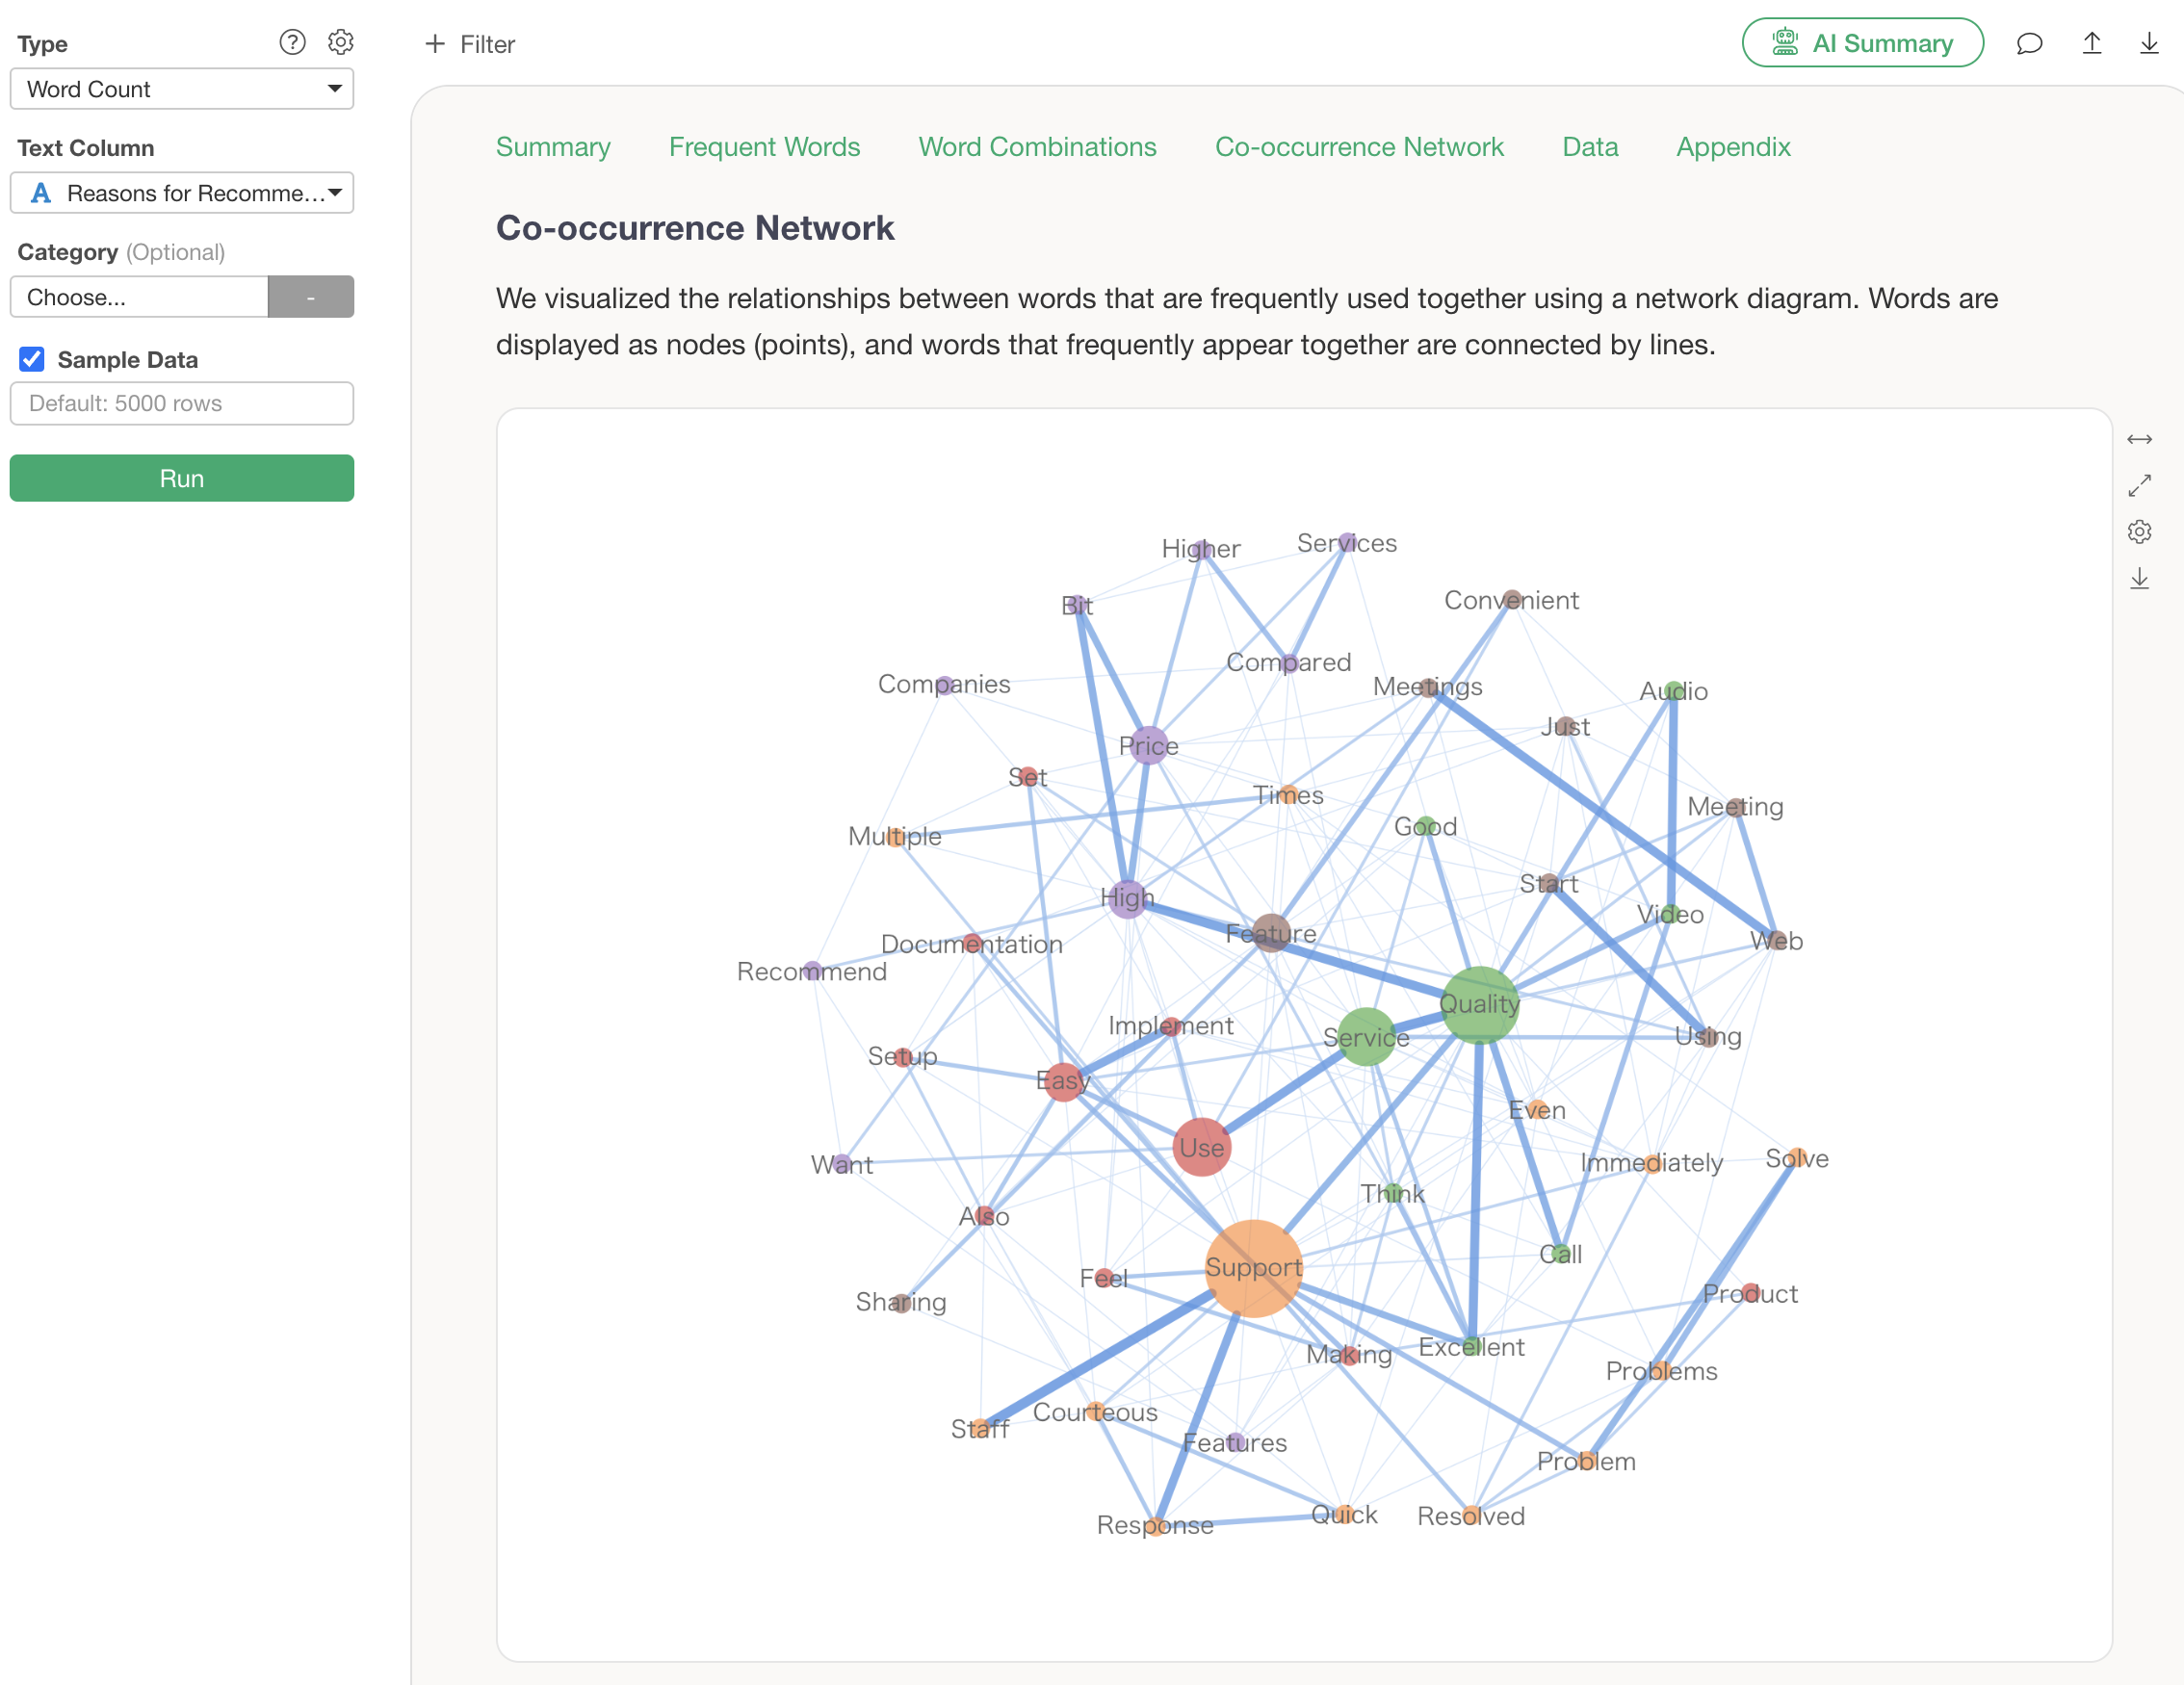 Type
Word Count
Text Column
A Reasons for Recomme...
Category (Optional)
Choose...
-
Sample Data
Default: 5000 rows
Run
+ Filter
AI Summary
Summary
Frequent Words
Word Combinations
Co-occurrence Network
Data
Appendix
Co-occurrence Network
We visualized the relationships between words that are frequently used together using a network diagram. Words are
displayed as nodes (points), and words that frequently appear together are connected by lines.
Higher
Services
Bit
Convenient
Compared
Companies
Meetings
Audio
Just
Price
Set
Times
Meeting
Multiple
Good
Start
High
Video
Feature
Web
Documentation
Recommend
Quality
Implement
Service
Using
Setup
Easy
Even
Use
Want
Immediately
Solve
Think
Also
Call
Support
Feel
Product
Sharing
Making
Excellent
Problems
Courteous
Staff
Features
Problem
Quick
Resolved
Response